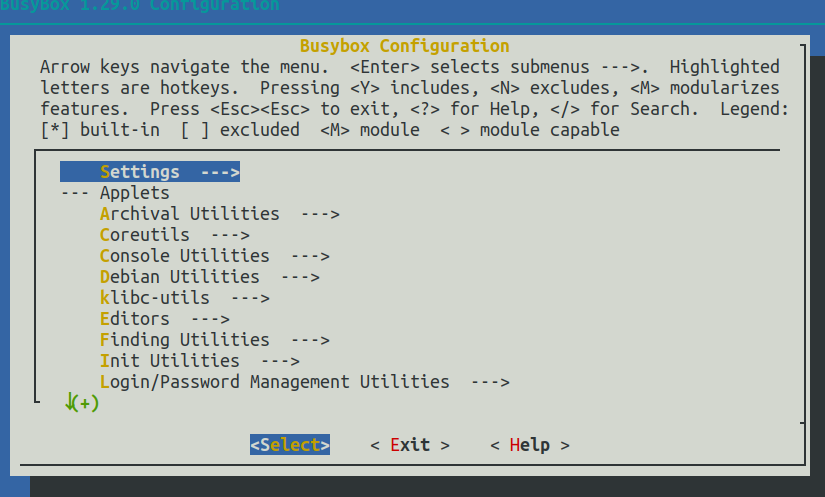 BusyBox 1.29.0 Configuration
Busybox Configuration
Arrow keys navigate the menu.  <Enter> selects submenus --->.  Highlighted
letters are hotkeys.  Pressing <Y> includes, <N> excludes, <M> modularizes
features.  Press <Esc><Esc> to exit, <?> for Help, </> for Search.  Legend:
[*] built-in  [ ] excluded  <M> module  < > module capable
Settings  --->
--- Applets
Archival Utilities  --->
Coreutils  --->
Console Utilities  --->
Debian Utilities  --->
klibc-utils  --->
Editors  --->
Finding Utilities  --->
Init Utilities  --->
Login/Password Management Utilities  --->
↓(+)
<Select>    < Exit >    < Help >